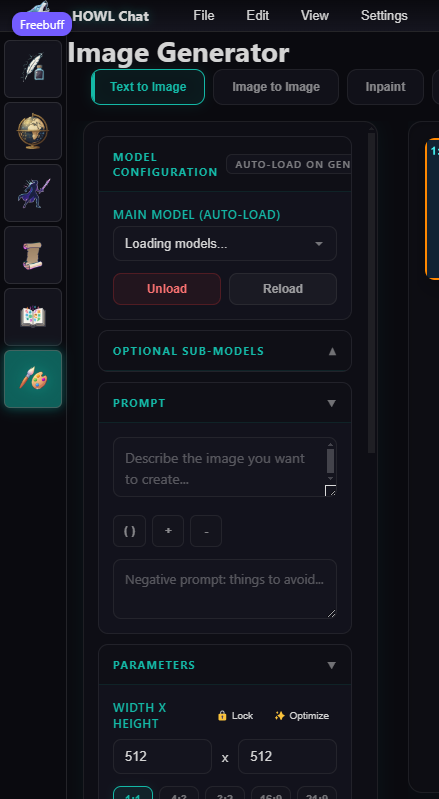 HOWL Chat
File
Edit
View
Settings
Freebuff
Image Generator
Text to Image
Image to Image
Inpaint
MODEL
CONFIGURATION
AUTO-LOAD ON GEN
MAIN MODEL (AUTO-LOAD)
Loading models...
Unload
Reload
OPTIONAL SUB-MODELS
PROMPT
Describe the image you want
to create...
( )
+
-
Negative prompt: things to avoid...
PARAMETERS
WIDTH X
HEIGHT
Lock
Optimize
512
x
512
1:1
4:3
3:2
16:9
21:9